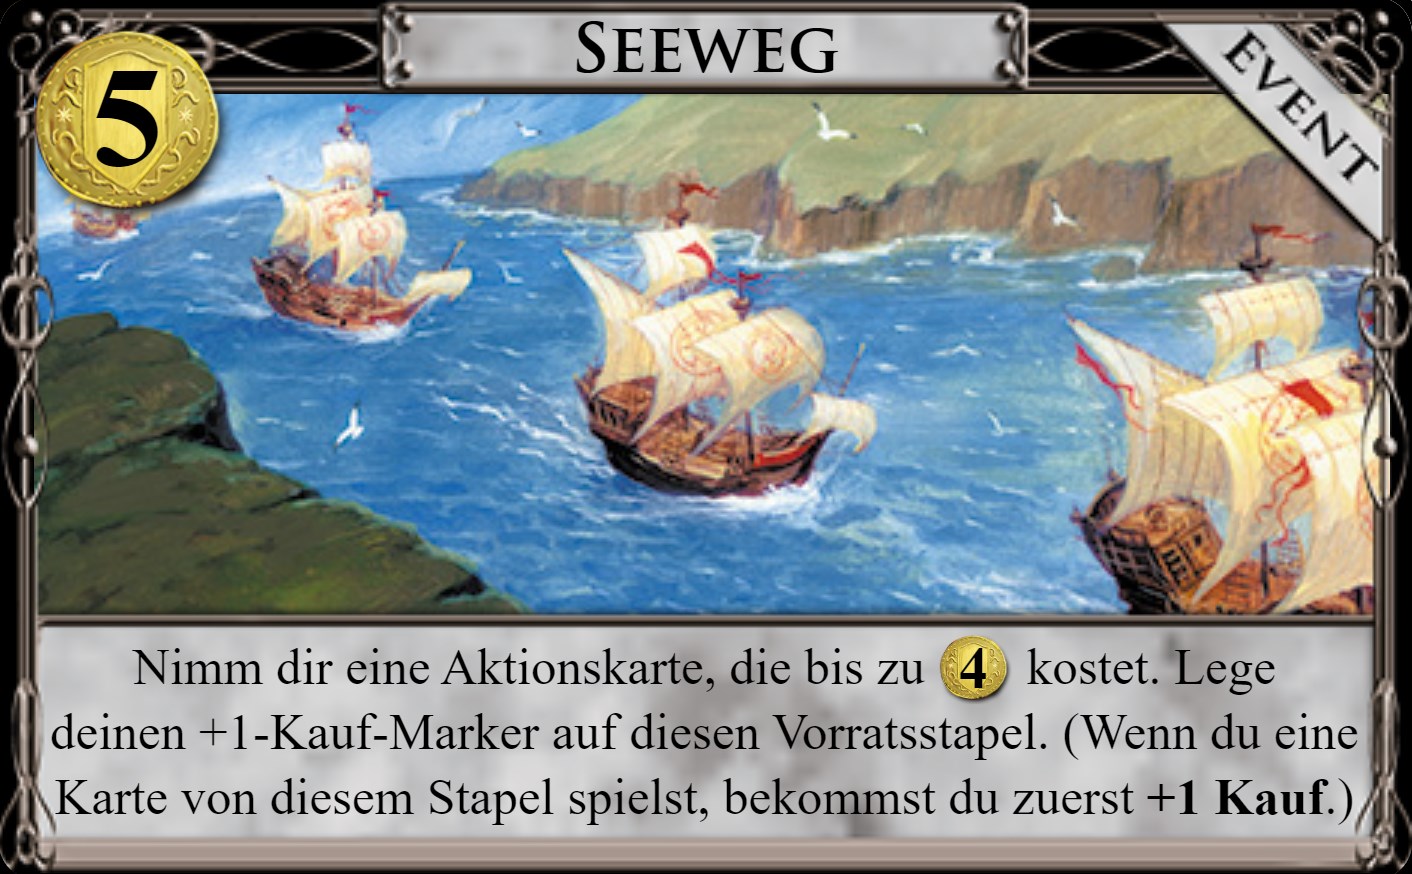 5
SEEWEG
EVENT
Nimm dir eine Aktionskarte, die bis zu 4 kostet. Lege
deinen +1-Kauf-Marker auf diesen Vorratsstapel. (Wenn du eine
Karte von diesem Stapel spielst, bekommst du zuerst +1 Kauf.)